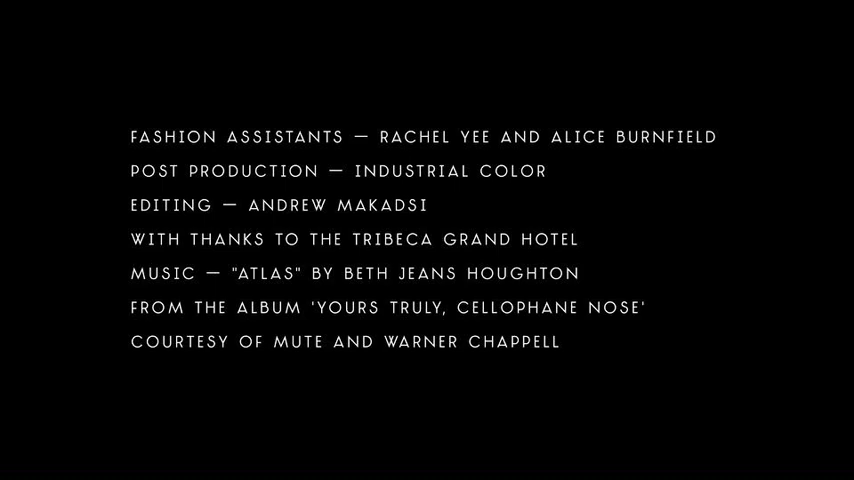 FASHION ASSISTANTS — RACHEL YEE AND ALICE BURNFIELD
POST PRODUCTION — INDUSTRIAL COLOR
EDITING — ANDREW MAKADSI
WITH THANKS TO THE TRIBECA GRAND HOTEL
MUSIC — "ATLAS" BY BETH JEANS HOUGHTON
FROM THE ALBUM 'YOURS TRULY, CELLOPHANE NOSE'
COURTESY OF MUTE AND WARNER CHAPPELL